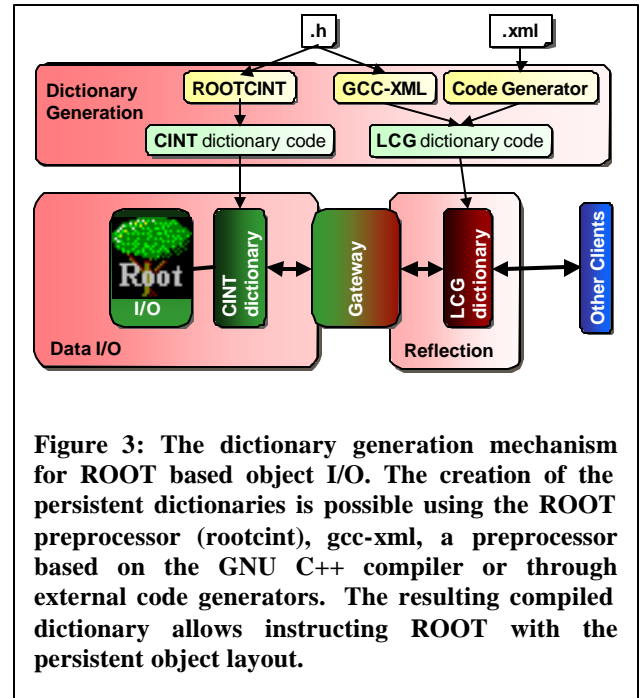 .h
.xml
Dictionary
Generation
ROOTCINT
GCC-XML
Code Generator
CINT dictionary code
LCG dictionary code
Root
I/O
CINT
dictionary
Gateway
LCG
dictionary
Other Clients
Data I/O
Reflection
Figure 3: The dictionary generation mechanism
for ROOT based object I/O. The creation of the
persistent dictionaries is possible using the ROOT
preprocessor (rootcint), gcc-xml, a preprocessor
based on the GNU C++ compiler or through
external code generators. The resulting compiled
dictionary allows instructing ROOT with the
persistent object layout.